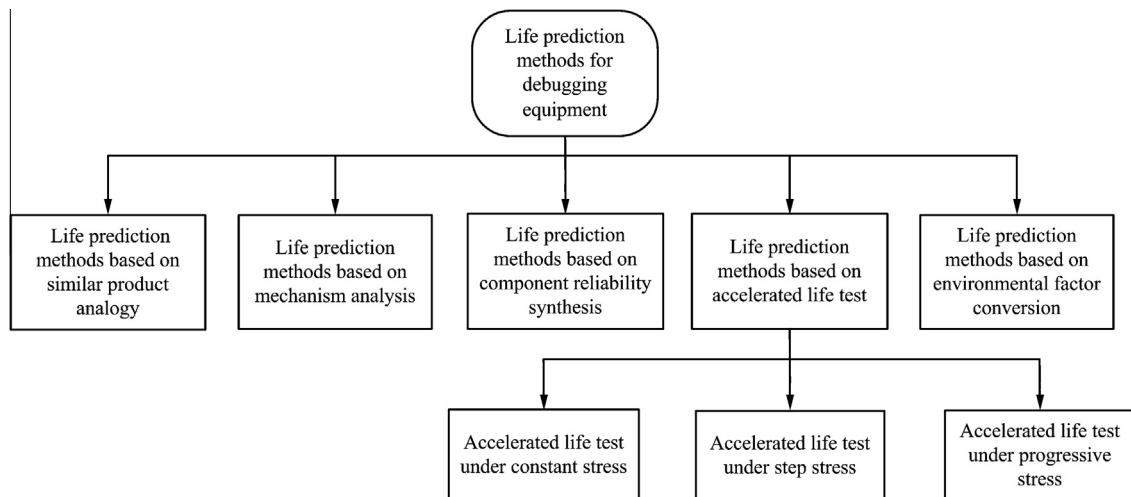 Life prediction
methods for
debugging
equipment
Life prediction
methods based on
similar product
analogy
Life prediction
methods based on
mechanism analysis
Life prediction
methods based on
component reliability
synthesis
Life prediction
methods based on
accelerated life test
Life prediction
methods based on
environmental factor
conversion
Accelerated life test
under constant stress
Accelerated life test
under step stress
Accelerated life test
under progressive
stress